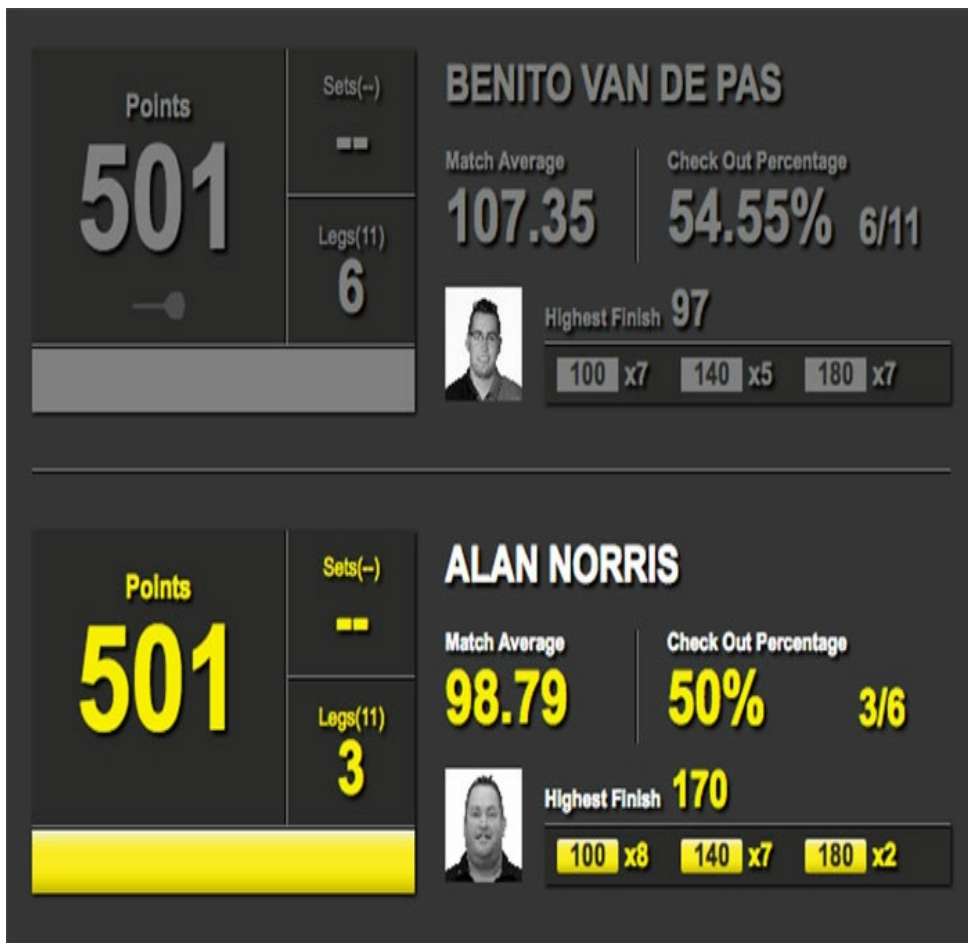 Points
501
Sets(--)
--
Legs(11)
6
BENITO VAN DE PAS
Match Average
107.35
Check Out Percentage
54.55% 6/11
Highest Finish 97
100 x7 140 x5 180 x7
Points
501
Sets(--)
--
Legs(11)
3
ALAN NORRIS
Match Average
98.79
Check Out Percentage
50% 3/6
Highest Finish 170
100 x8 140 x7 180 x2